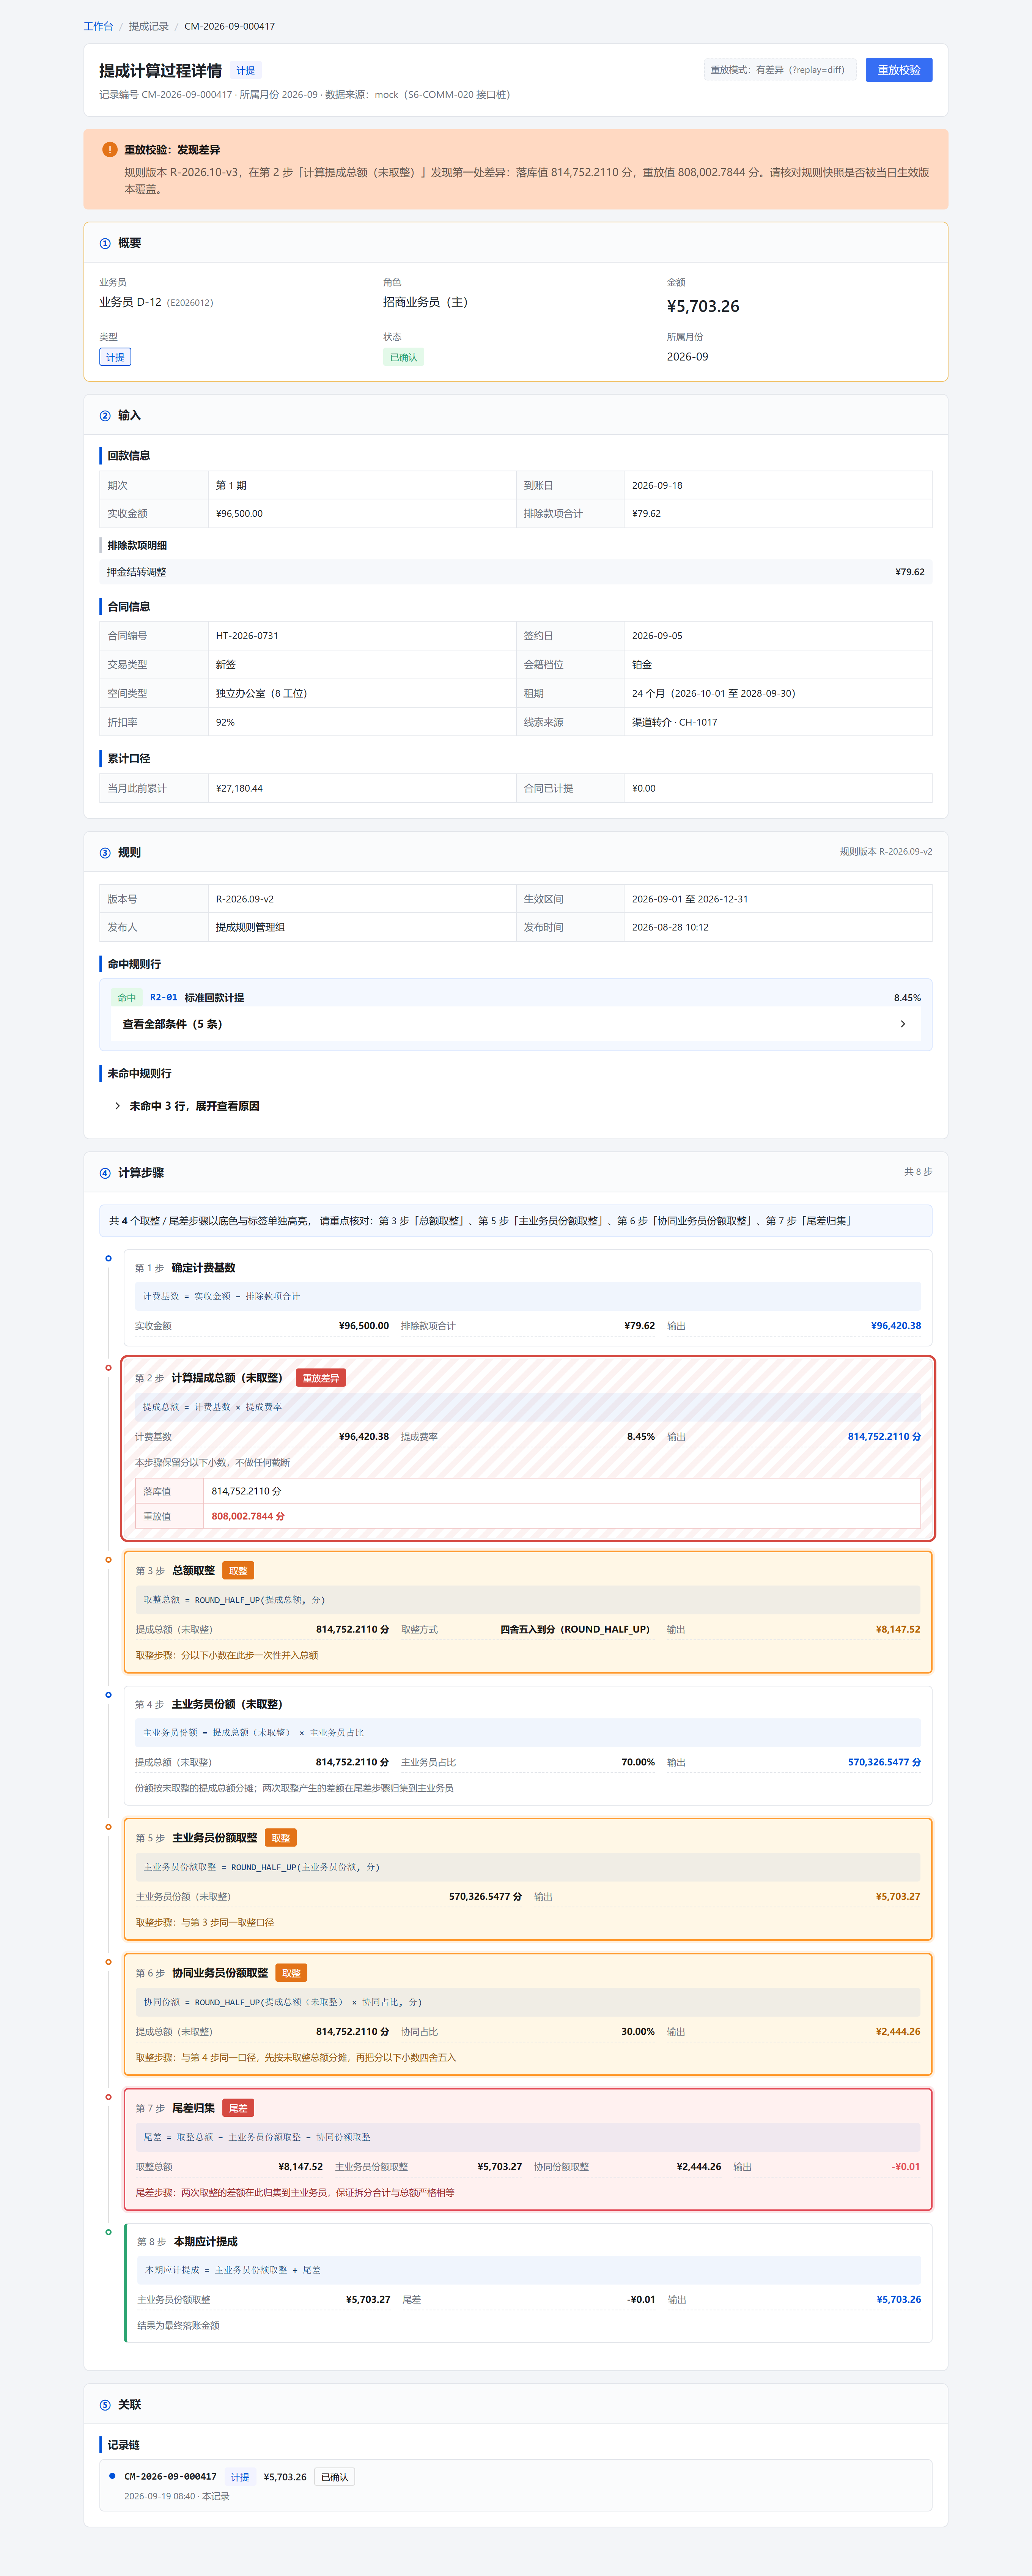 工作台 / 提成记录 / CM-2026-09-000417
提成计算过程详情 计提
重放模式：有差异（?replay=diff） 重放校验
记录编号 CM-2026-09-000417 · 所属月份 2026-09 · 数据来源：mock（S6-COMM-020 接口桩）
! 重放校验：发现差异
规则版本 R-2026.10-v3，在第 2 步「计算提成总额（未取整）」发现第一处差异：落库值 814,752.2110 分，重放值 808,002.7844 分。请核对规则快照是否被当日生效版
本覆盖。
① 概要
业务员 角色 金额
业务员 D-12（E2026012） 招商业务员（主） ¥5,703.26
类型 状态 所属月份
计提 已确认 2026-09
② 输入
回款信息
期次 第 1 期 到账日 2026-09-18
实收金额 ¥96,500.00 排除款项合计 ¥79.62
排除款项明细
押金结转调整 ¥79.62
合同信息
合同编号 HT-2026-0731 签约日 2026-09-05
交易类型 新签 会籍档位 铂金
空间类型 独立办公室（8 工位） 租期 24 个月（2026-10-01 至 2028-09-30）
折扣率 92% 线索来源 渠道转介 · CH-1017
累计口径
当月此前累计 ¥27,180.44 合同已计提 ¥0.00
③ 规则 规则版本 R-2026.09-v2
版本号 R-2026.09-v2 生效区间 2026-09-01 至 2026-12-31
发布人 提成规则管理组 发布时间 2026-08-28 10:12
命中规则行
命中 R2-01 标准回款计提 8.45%
查看全部条件（5 条）
未命中规则行
未命中 3 行，展开查看原因
④ 计算步骤 共 8 步
共 4 个取整 / 尾差步骤以底色与标签单独高亮， 请重点核对：第 3 步「总额取整」、第 5 步「主业务员份额取整」、第 6 步「协同业务员份额取整」、第 7 步「尾差归集」
第 1 步 确定计费基数
计费基数 = 实收金额 − 排除款项合计
实收金额 ¥96,500.00 排除款项合计 ¥79.62 输出 ¥96,420.38
第 2 步 计算提成总额（未取整） 重放差异
提成总额 = 计费基数 × 提成费率
计费基数 ¥96,420.38 提成费率 8.45% 输出 814,752.2110 分
本步骤保留分以下小数，不做任何截断
落库值 814,752.2110 分
重放值 808,002.7844 分
第 3 步 总额取整 取整
取整总额 = ROUND_HALF_UP(提成总额, 分)
提成总额（未取整） 814,752.2110 分 取整方式 四舍五入到分（ROUND_HALF_UP） 输出 ¥8,147.52
取整步骤：分以下小数在此步一次性并入总额
第 4 步 主业务员份额（未取整）
主业务员份额 = 提成总额（未取整） × 主业务员占比
提成总额（未取整） 814,752.2110 分 主业务员占比 70.00% 输出 570,326.5477 分
份额按未取整的提成总额分摊；两次取整产生的差额在尾差步骤归集到主业务员
第 5 步 主业务员份额取整 取整
主业务员份额取整 = ROUND_HALF_UP(主业务员份额, 分)
主业务员份额（未取整） 570,326.5477 分 输出 ¥5,703.27
取整步骤：与第 3 步同一取整口径
第 6 步 协同业务员份额取整 取整
协同份额 = ROUND_HALF_UP(提成总额（未取整） × 协同占比, 分)
提成总额（未取整） 814,752.2110 分 协同占比 30.00% 输出 ¥2,444.26
取整步骤：与第 4 步同一口径，先按未取整总额分摊，再把分以下小数四舍五入
第 7 步 尾差归集 尾差
尾差 = 取整总额 − 主业务员份额取整 − 协同份额取整
取整总额 ¥8,147.52 主业务员份额取整 ¥5,703.27 协同份额取整 ¥2,444.26 输出 -¥0.01
尾差步骤：两次取整的差额在此归集到主业务员，保证拆分合计与总额严格相等
第 8 步 本期应计提成
本期应计提成 = 主业务员份额取整 + 尾差
主业务员份额取整 ¥5,703.27 尾差 -¥0.01 输出 ¥5,703.26
结果为最终落账金额
⑤ 关联
记录链
CM-2026-09-000417 计提 ¥5,703.26 已确认
2026-09-19 08:40 · 本记录